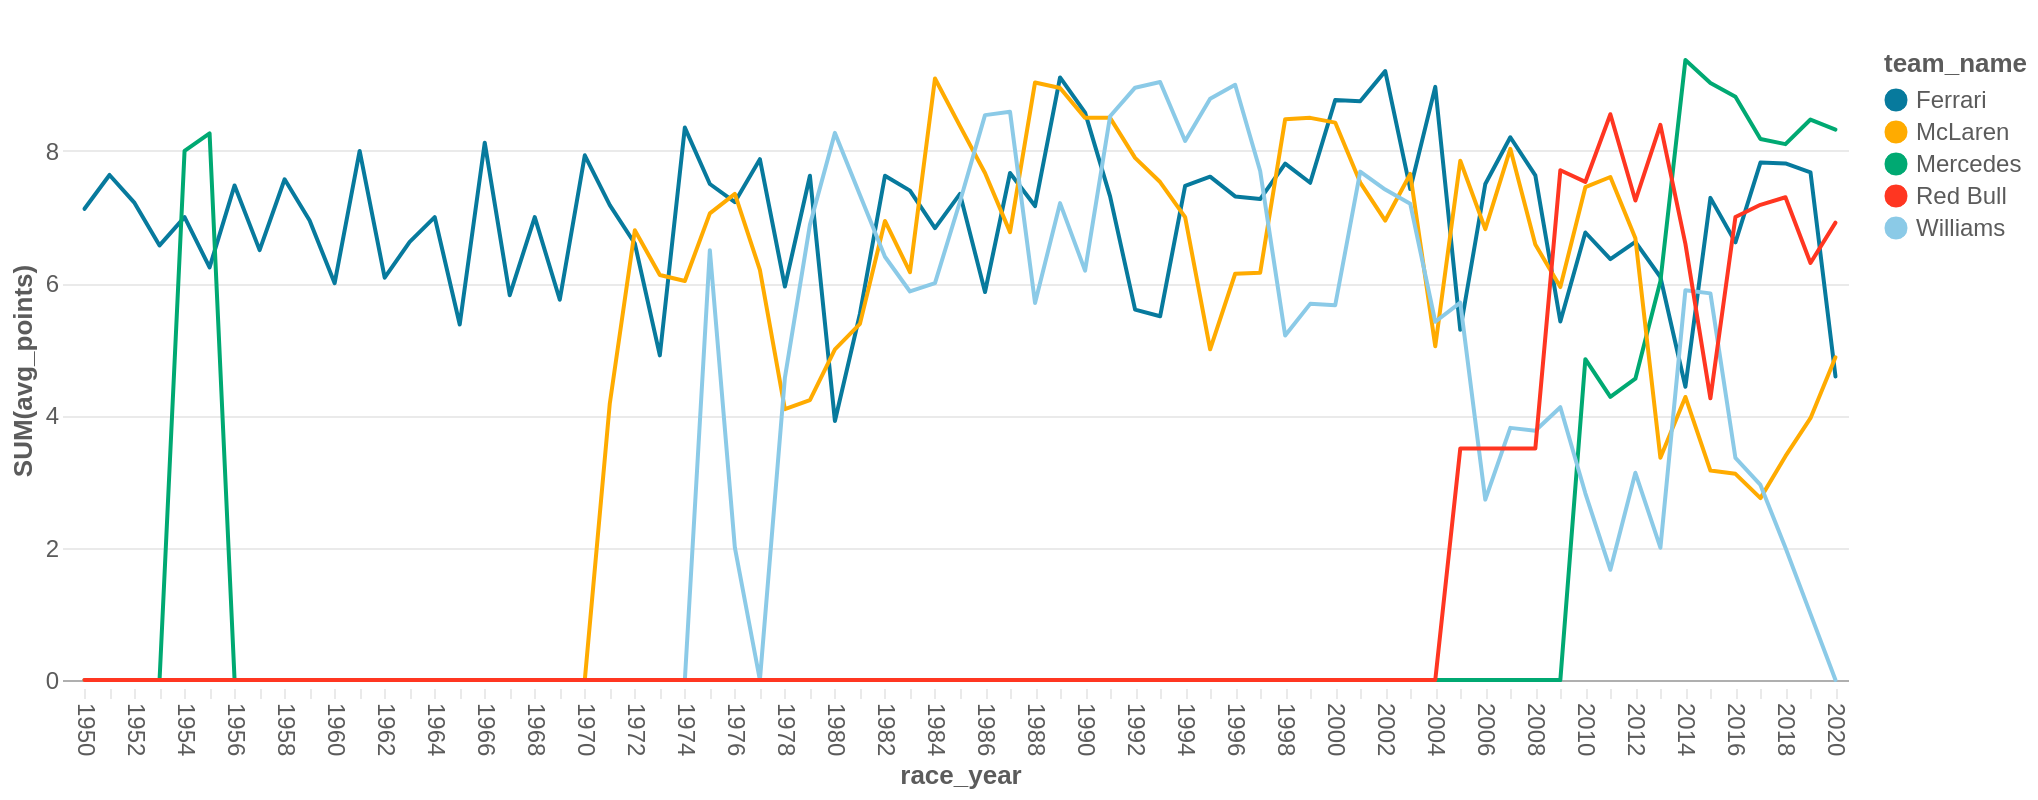 team_name
Ferrari
McLaren
Mercedes
Red Bull
Williams
SUM(avg_points)
8
6
4
2
0
1950 1952 1954 1956 1958 1960 1962 1964 1966 1968 1970 1972 1974 1976 1978 1980 1982 1984 1986 1988 1990 1992 1994 1996 1998 2000 2002 2004 2006 2008 2010 2012 2014 2016 2018 2020
race_year